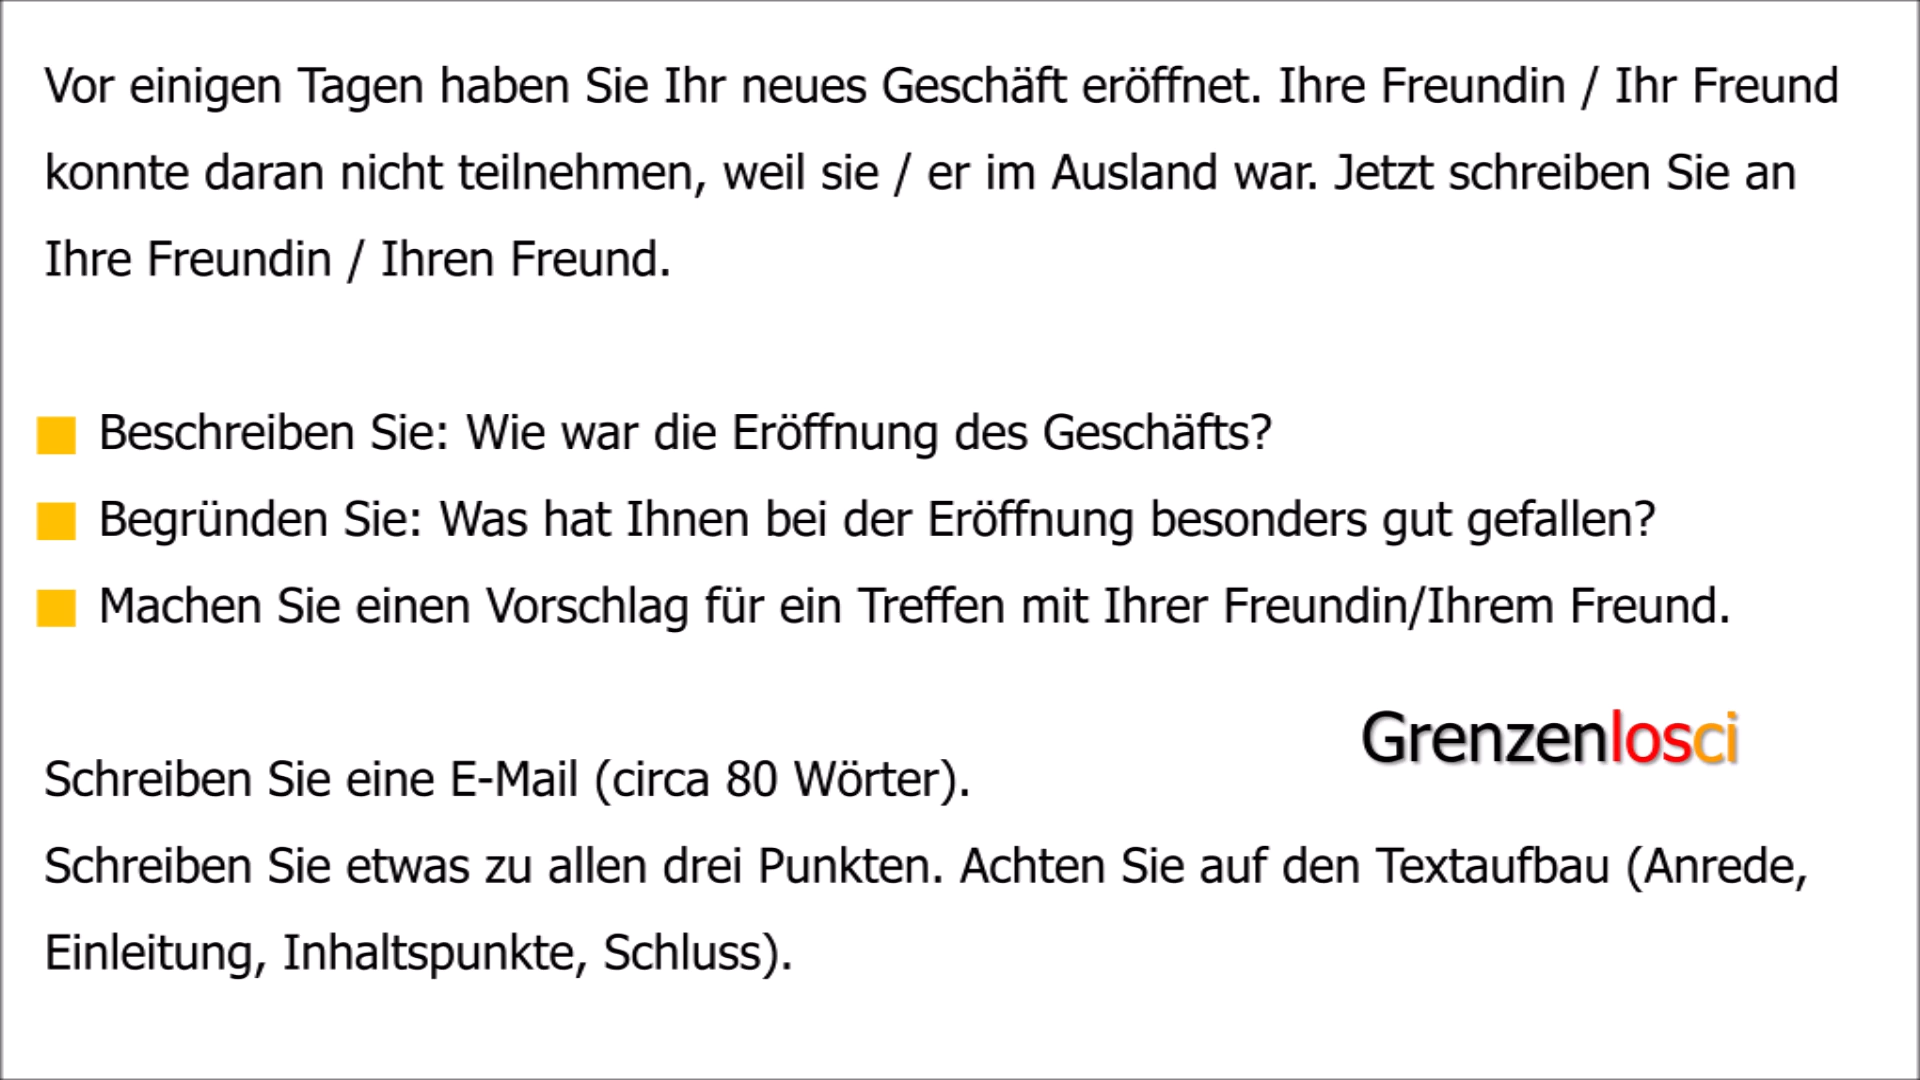 Vor einigen Tagen haben Sie Ihr neues Geschäft eröffnet. Ihre Freundin / Ihr Freund
konnte daran nicht teilnehmen, weil sie / er im Ausland war. Jetzt schreiben Sie an
Ihre Freundin / Ihren Freund.
Beschreiben Sie: Wie war die Eröffnung des Geschäfts?
Begründen Sie: Was hat Ihnen bei der Eröffnung besonders gut gefallen?
Machen Sie einen Vorschlag für ein Treffen mit Ihrer Freundin/Ihrem Freund.
Grenzenlosci
Schreiben Sie eine E-Mail (circa 80 Wörter).
Schreiben Sie etwas zu allen drei Punkten. Achten Sie auf den Textaufbau (Anrede,
Einleitung, Inhaltspunkte, Schluss).